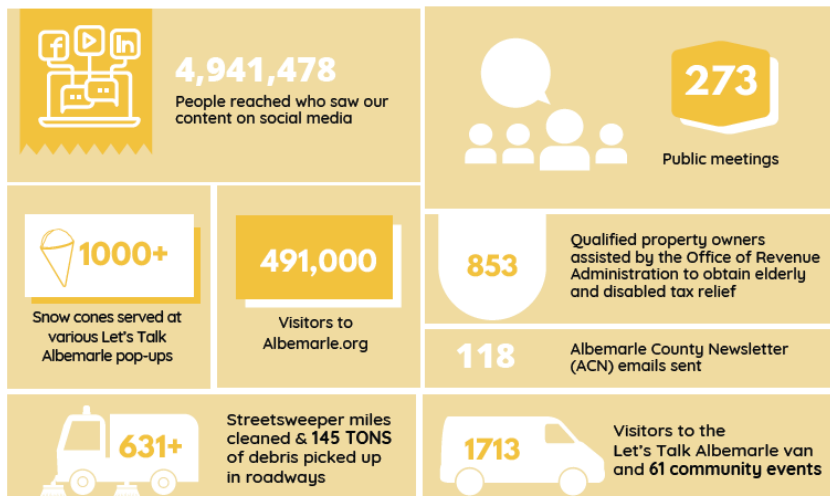 4,941,478
People reached who saw our
content on social media
273
Public meetings
1000+
Snow cones served at
various Let's Talk
Albemarle pop-ups
491,000
Visitors to
Albemarle.org
853
Qualified property owners
assisted by the Office of Revenue
Administration to obtain elderly
and disabled tax relief
118
Albemarle County Newsletter
(ACN) emails sent
631+
Streetsweeper miles
cleaned & 145 TONS
of debris picked up
in roadways
1713
Visitors to the
Let's Talk Albemarle van
and 61 community events